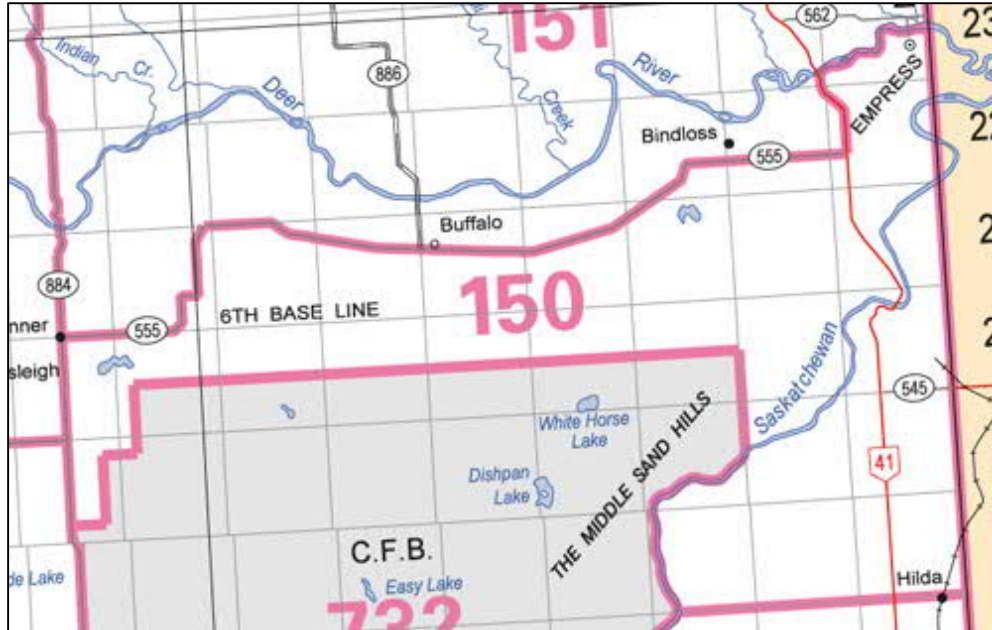 562
151
23
Indian
Cr.
886
Deer
Creek
River
EMPRESS
22
Bindloss
555
Buffalo
884
150
6TH BASE LINE
nner
555
sleigh
Saskatchewan
545
White Horse
Lake
41
Dishpan
Lake
THE MIDDLE SAND HILLS
C.F.B.
de Lake
Easy Lake
Hilda
732